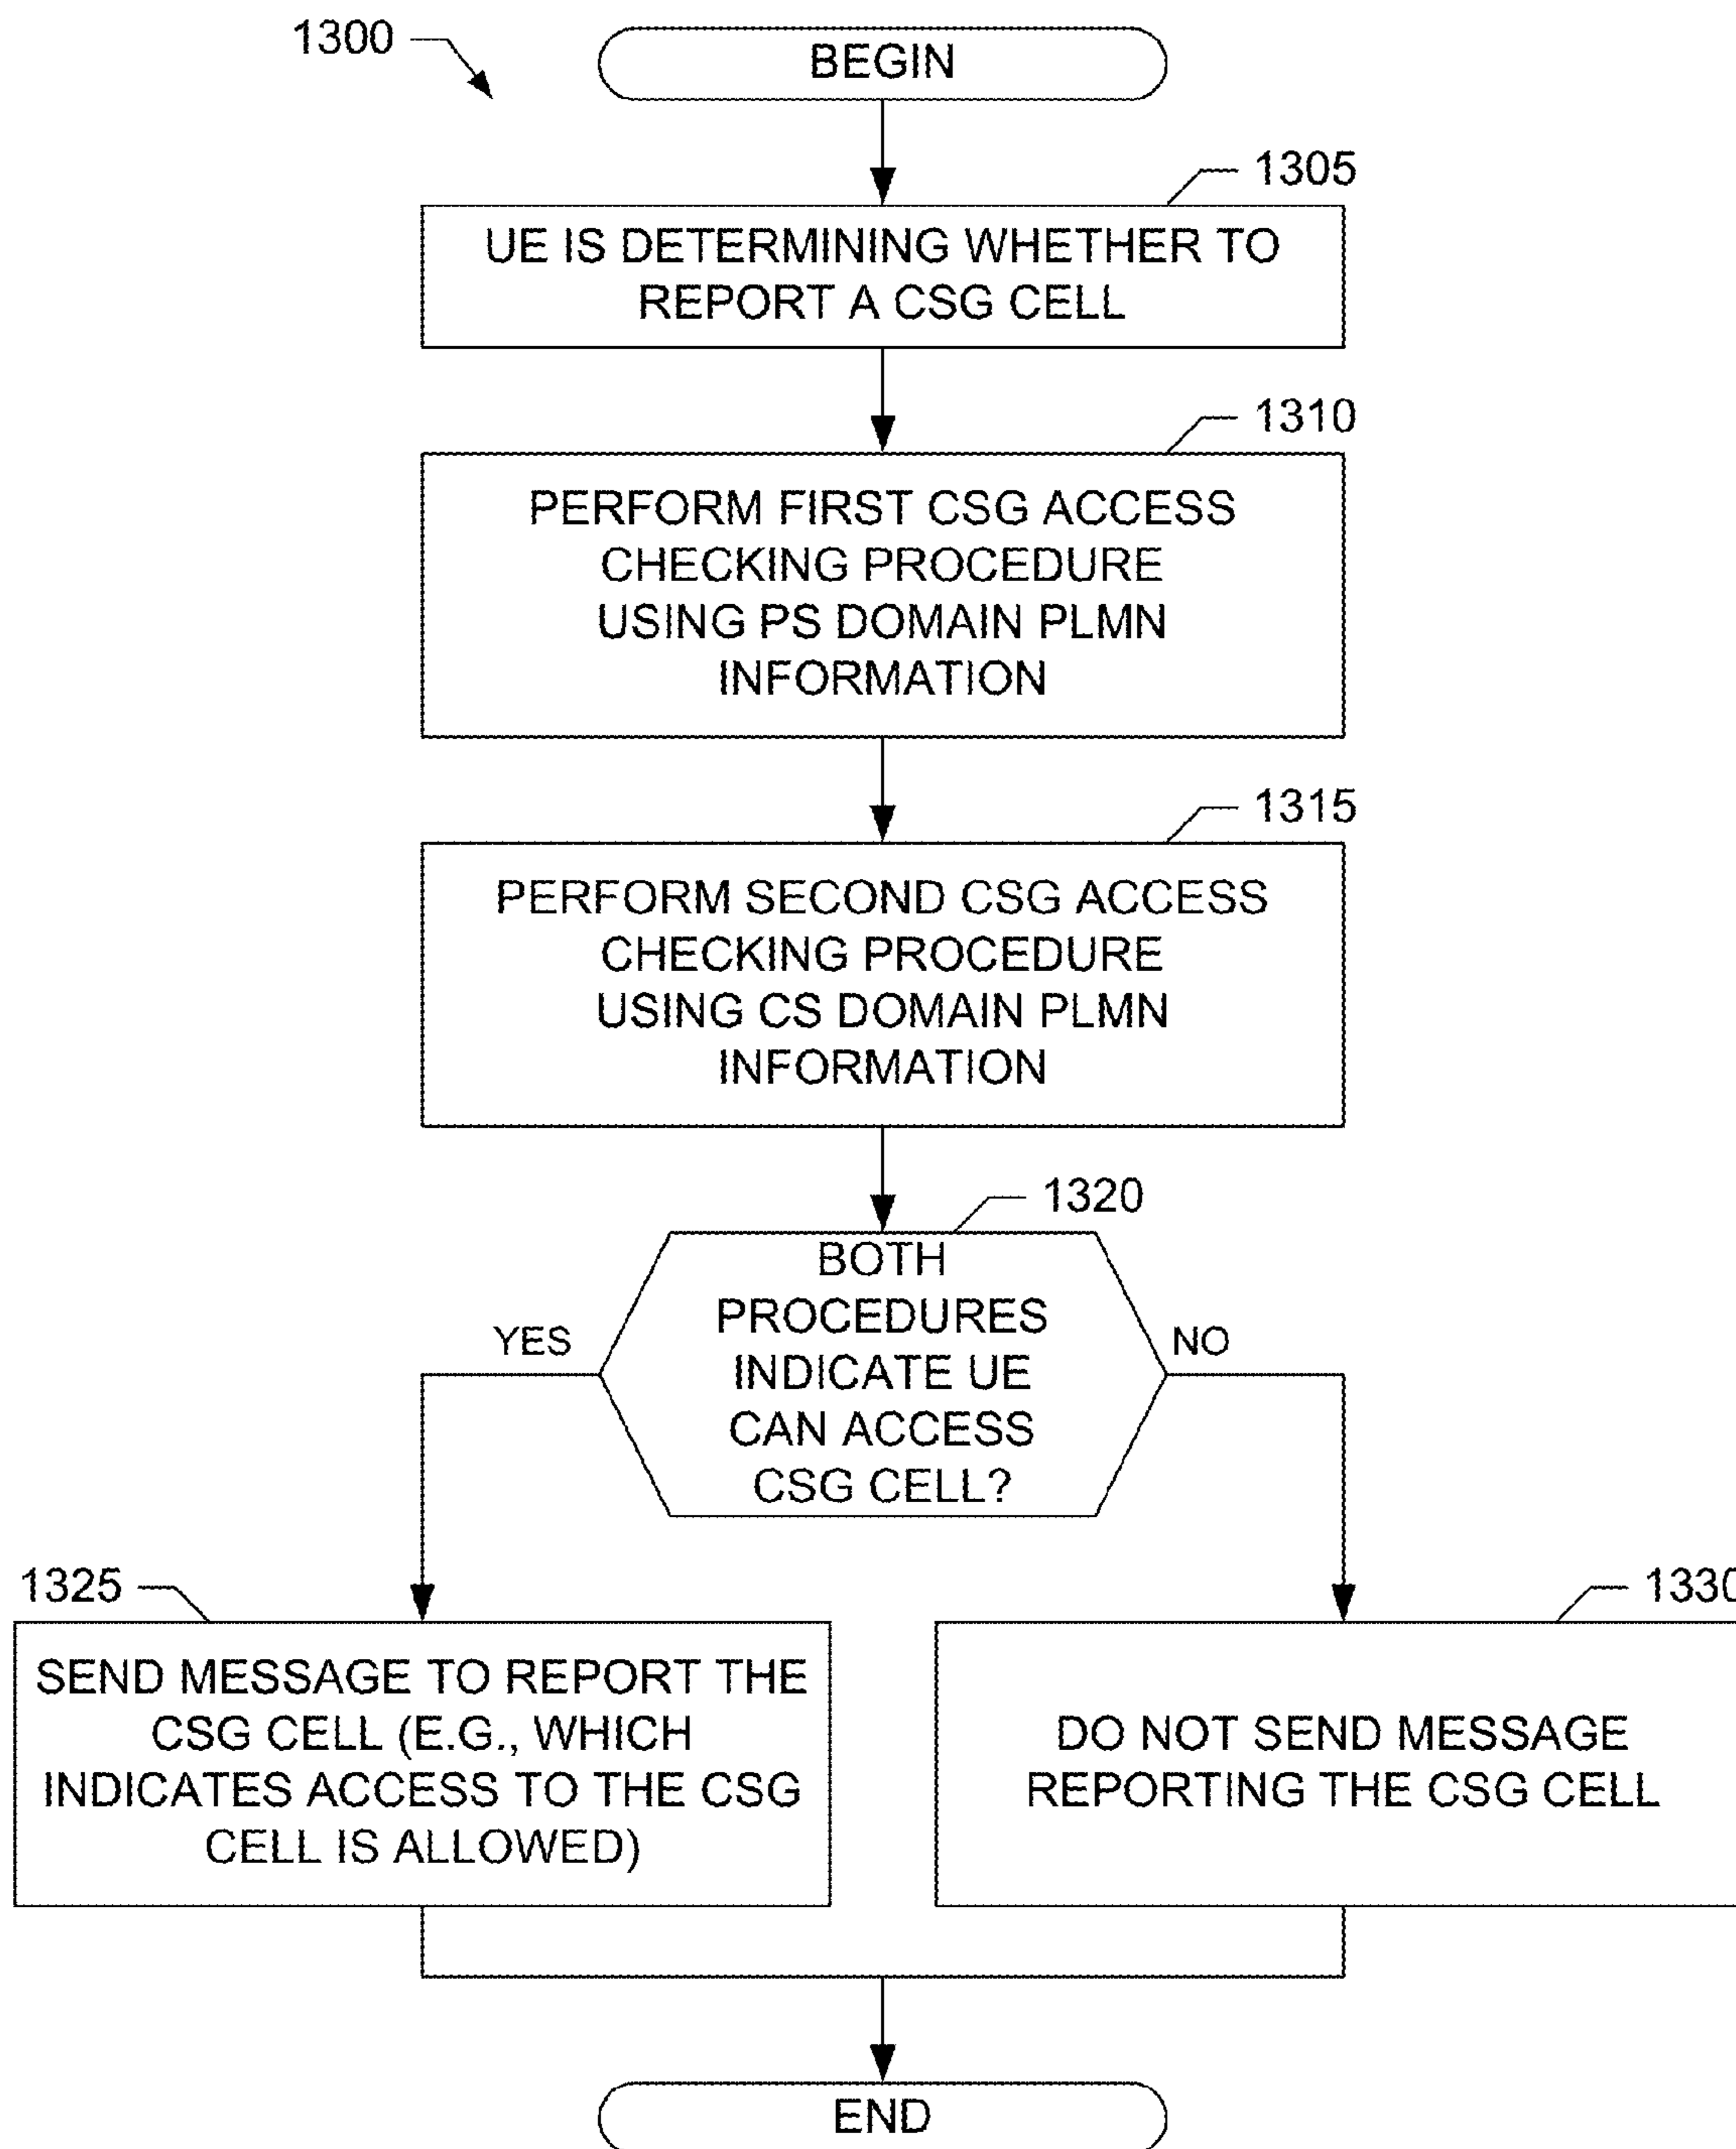 1300
BEGIN
1305
UE IS DETERMINING WHETHER TO
REPORT A CSG CELL
1310
PERFORM FIRST CSG ACCESS
CHECKING PROCEDURE
USING PS DOMAIN PLMN
INFORMATION
1315
PERFORM SECOND CSG ACCESS
CHECKING PROCEDURE
USING CS DOMAIN PLMN
INFORMATION
1320
BOTH
PROCEDURES
INDICATE UE
CAN ACCESS
CSG CELL?
YES
NO
1325
SEND MESSAGE TO REPORT THE
CSG CELL (E.G., WHICH
INDICATES ACCESS TO THE CSG
CELL IS ALLOWED)
1330
DO NOT SEND MESSAGE
REPORTING THE CSG CELL
END